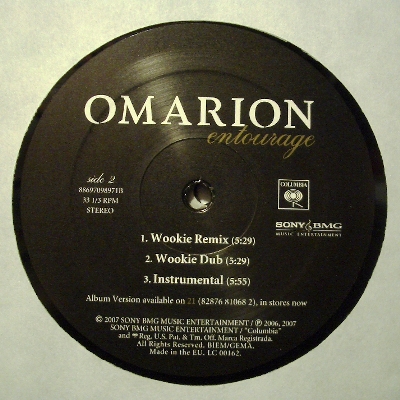 OMARION
entourage
side 2
88697098971B
33 1/3 RPM
STEREO
COLUMBIA
SONY BMG
MUSIC ENTERTAINMENT
1. Wookie Remix (5:29)
2. Wookie Dub (5:29)
3. Instrumental (5:55)
Album Version available on 21 (82876 81068 2), in stores now
© 2007 SONY BMG MUSIC ENTERTAINMENT / ℗ 2006, 2007
SONY BMG MUSIC ENTERTAINMENT / "Columbia"
and ® Reg. U.S. Pat. & Tm. Off. Marca Registrada.
All Rights Reserved. BIEM/GEMA.
Made in the EU. LC 00162.